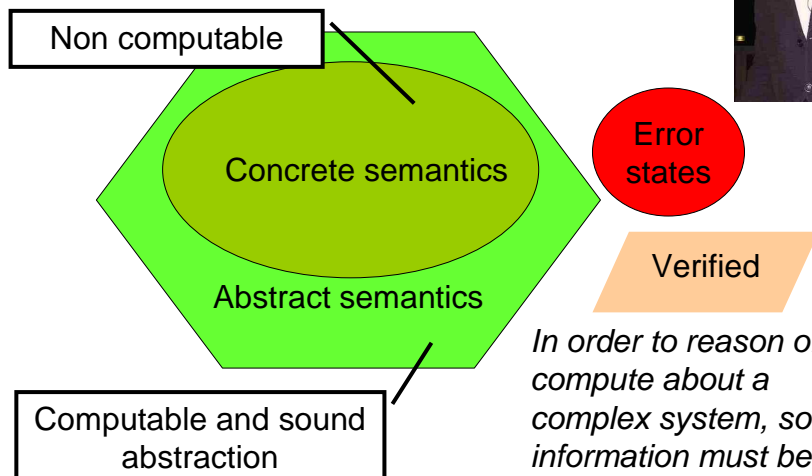 Non computable
Concrete semantics
Error
states
Abstract semantics
Verified
In order to reason o
compute about a
complex system, so
information must be
Computable and sound
abstraction